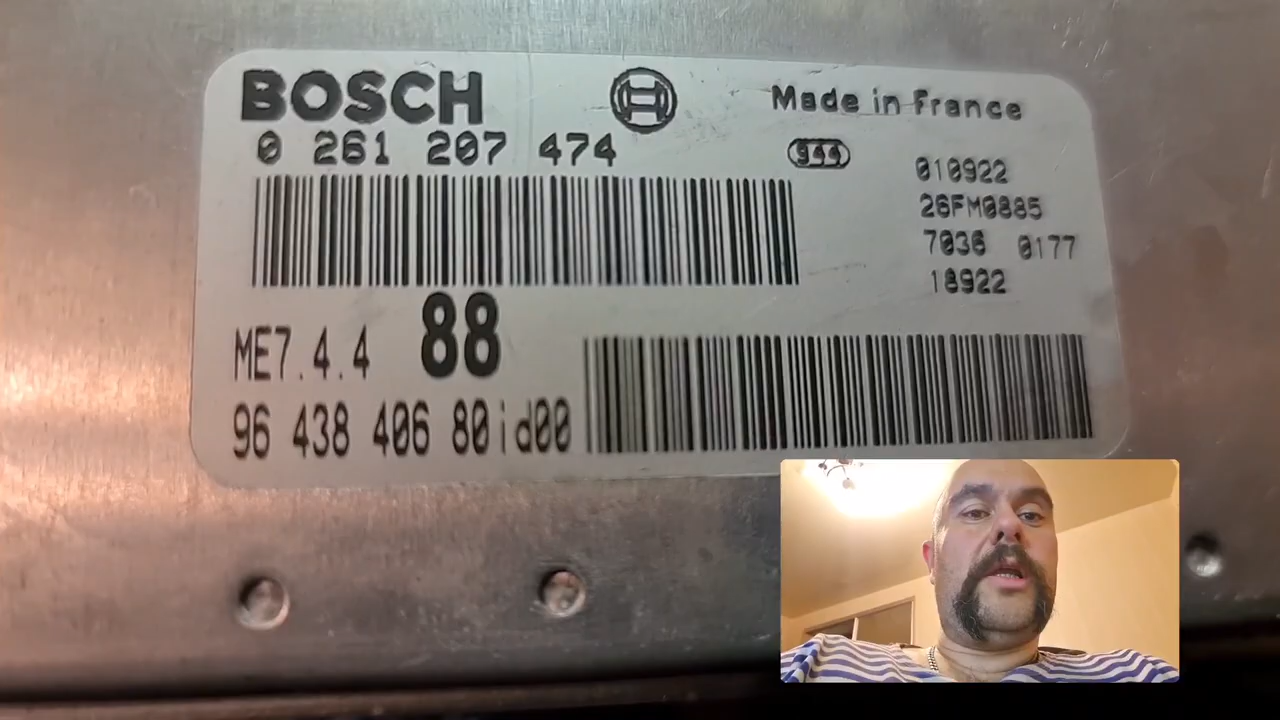 BOSCH
Made in France
0 261 207 474
944
010922
26FM0885
7036 0177
18922
ME7.4.4 88
96 438 406 80id00